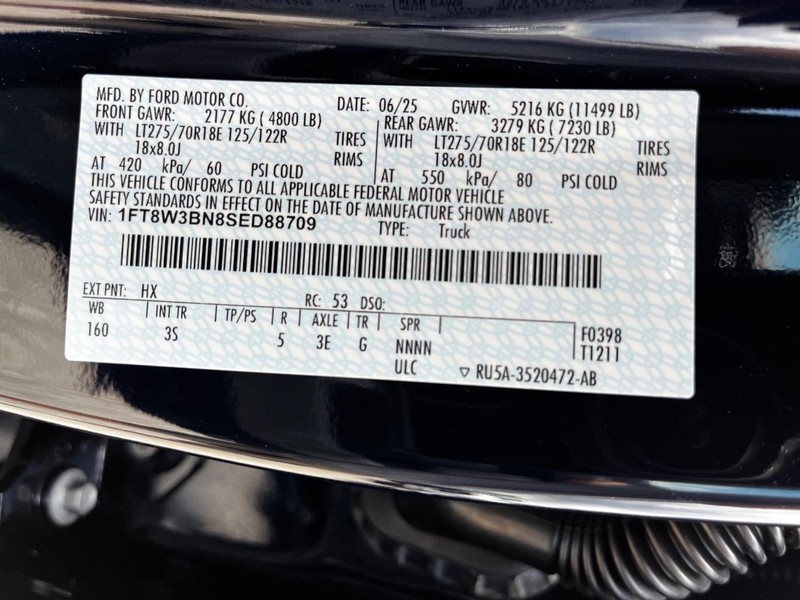 MFD. BY FORD MOTOR CO. DATE: 06/25 GVWR: 5216 KG (11499 LB)
FRONT GAWR: 2177 KG ( 4800 LB) REAR GAWR: 3279 KG ( 7230 LB)
WITH LT275/70R18E 125/122R TIRES WITH LT275/70R18E 125/122R TIRES
18x8.0J RIMS 18x8.0J RIMS
AT 420 kPa/ 60 PSI COLD AT 550 kPa/ 80 PSI COLD
THIS VEHICLE CONFORMS TO ALL APPLICABLE FEDERAL MOTOR VEHICLE
SAFETY STANDARDS IN EFFECT ON THE DATE OF MANUFACTURE SHOWN ABOVE.
VIN: 1FT8W3BN8SED88709 TYPE: Truck
EXT PNT: HX RC: 53 DSO:
WB INT TR TP/PS R AXLE TR SPR F0398
160 3S 5 3E G NNNN T1211
ULC ▽ RU5A-3520472-AB